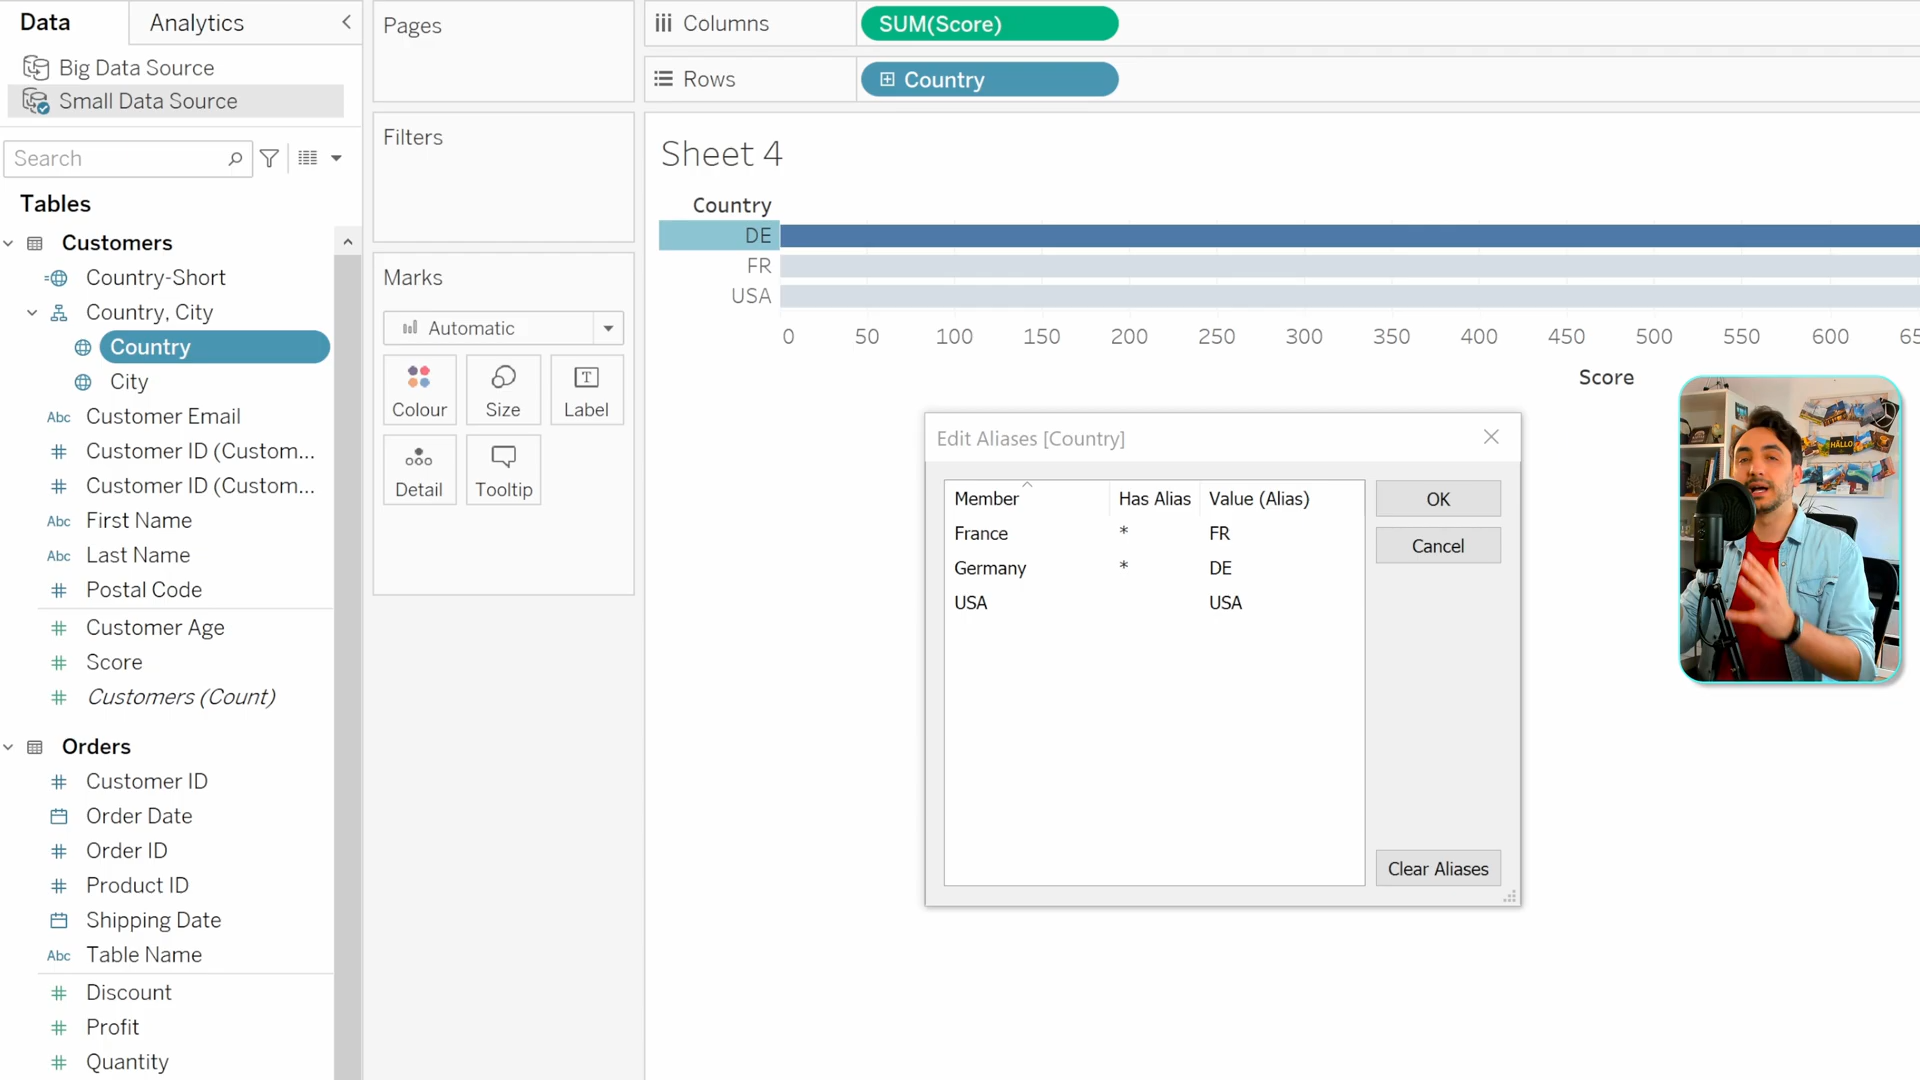 Data
Analytics
Big Data Source
Small Data Source
Search
Tables
Customers
Country-Short
Country, City
Country
City
Abc Customer Email
Customer ID (Custom...
Customer ID (Custom...
Abc First Name
Abc Last Name
Postal Code
Customer Age
Score
Customers (Count)
Orders
Customer ID
Order Date
Order ID
Product ID
Shipping Date
Abc Table Name
Discount
Profit
Quantity
Pages
Filters
Marks
Automatic
Colour
Size
Label
Detail
Tooltip
Columns
SUM(Score)
Rows
Country
Sheet 4
Country
DE
FR
USA
0 50 100 150 200 250 300 350 400 450 500 550 600 65
Score
Edit Aliases [Country]
Member Has Alias Value (Alias)
France * FR
Germany * DE
USA USA
OK
Cancel
Clear Aliases
HALLO